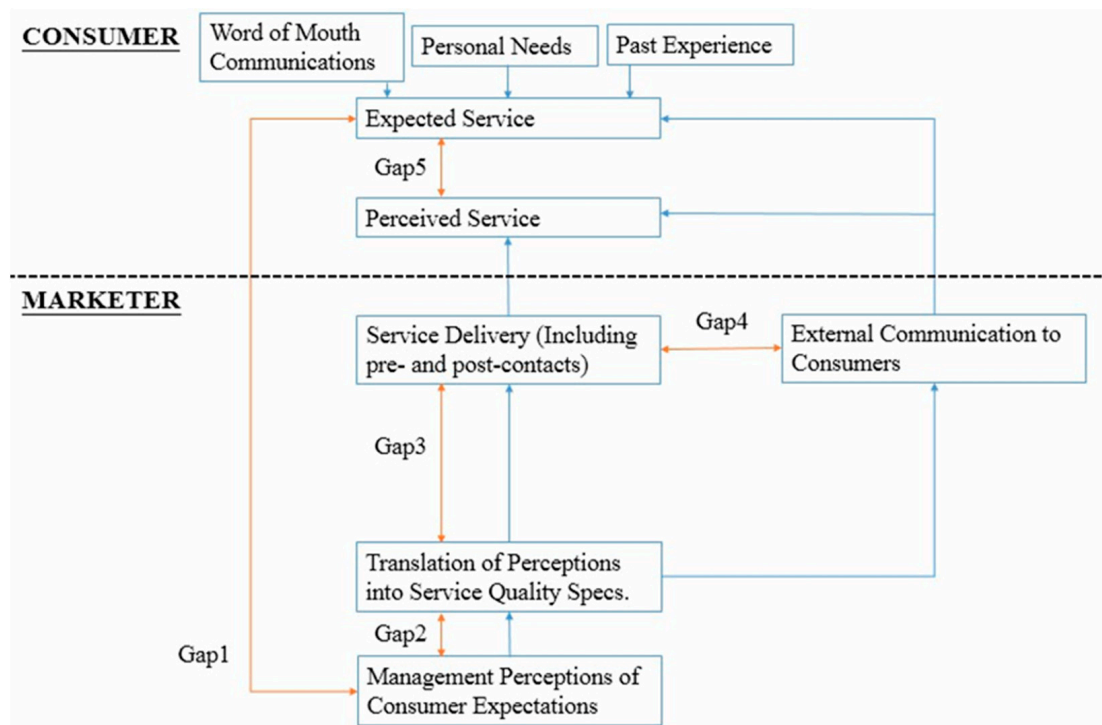 CONSUMER
Word of Mouth
Communications
Personal Needs
Past Experience
Expected Service
Gap5
Perceived Service
MARKETER
Service Delivery (Including
pre- and post-contacts)
Gap4
External Communication to
Consumers
Gap3
Translation of Perceptions
into Service Quality Specs.
Gap2
Gap1
Management Perceptions of
Consumer Expectations